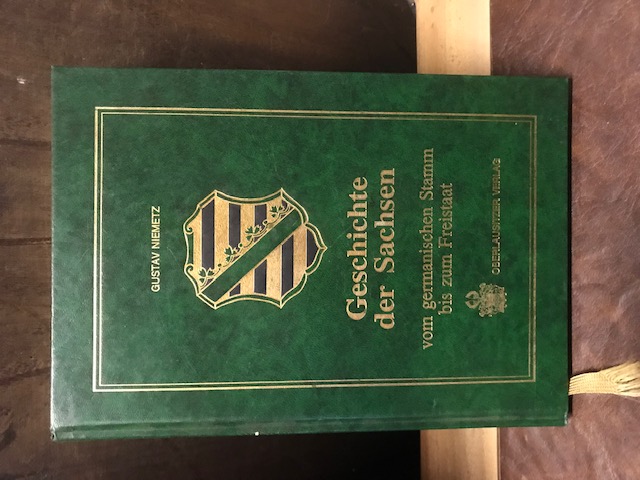 GUSTAV NIEMETZ
Geschichte
der Sachsen
vom germanischen Stamm
bis zum Freistaat
OBERLAUSITZER VERLAG